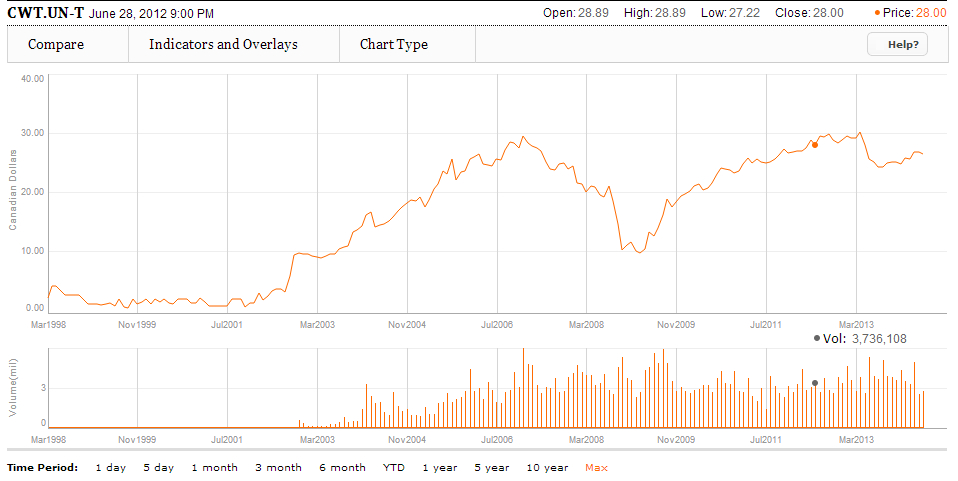 CWT.UN-T June 28, 2012 9:00 PM Open: 28.89 High: 28.89 Low: 27.22 Close: 28.00 Price: 28.00
Compare Indicators and Overlays Chart Type Help?
40.00
30.00
20.00
10.00
0.00
Canadian Dollars
Mar1998 Nov1999 Jul2001 Mar2003 Nov2004 Jul2006 Mar2008 Nov2009 Jul2011 Mar2013
Vol: 3,736,108
3
0
Volume(mil)
Mar1998 Nov1999 Jul2001 Mar2003 Nov2004 Jul2006 Mar2008 Nov2009 Jul2011 Mar2013
Time Period: 1 day 5 day 1 month 3 month 6 month YTD 1 year 5 year 10 year Max